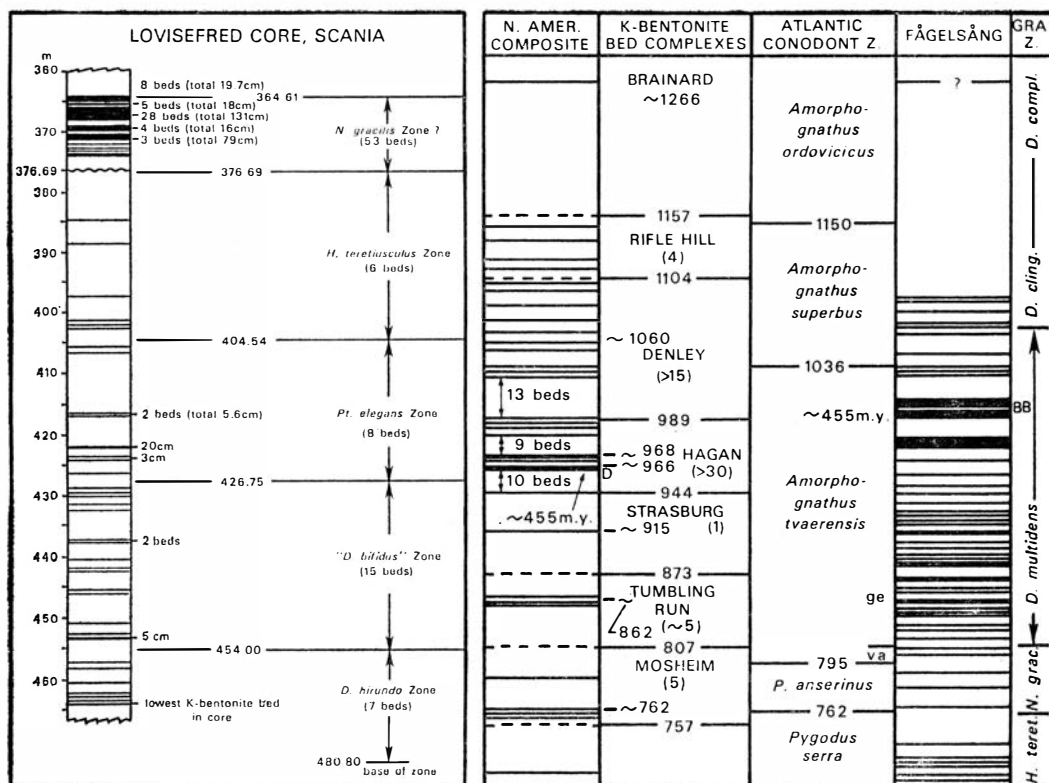 LOVISEFRED CORE, SCANIA
m
360
8 beds (total 19.7cm)
364 61
5 beds (total 18cm)
28 beds (total 131cm)
4 beds (total 16cm)
3 beds (total 79cm)
370
N gracilis Zone ?
(53 beds)
376.69
376 69
380
390
H. teretiusculus Zone
(6 beds)
400
404.54
410
Pt. elegans Zone
(8 beds)
2 beds (total 5.6cm)
420
20cm
3cm
426.75
430
2 beds
440
"D bifidus" Zone
(15 beds)
450
5 cm
454 00
460
D. hirundo Zone
(7 beds)
lowest K-bentonite bed
in core
480 80
base of zone
N. AMER.
COMPOSITE
13 beds
9 beds
10 beds
~455m.y.
K-BENTONITE
BED COMPLEXES
BRAINARD
~1266
1157
RIFLE HILL
(4)
1104
~ 1060
DENLEY
(>15)
989
~ 968 HAGAN
~ 966 (>30)
D
944
STRASBURG
~ 915 (1)
873
~TUMBLING
RUN
862 (~5)
807
MOSHEIM
(5)
~762
757
ATLANTIC
CONODONT Z.
Amorpho-
gnathus
ordovicicus
1150
Amorpho-
gnathus
superbus
1036
~455m.y.
Amorpho-
gnathus
tvaerensis
ge
va
795
P. anserinus
762
Pygodus
serra
FÅGELSÅNG
?
GRA
Z.
D. compl.
D. cling.
BB
D. multidens
N. grac.
H. teret.